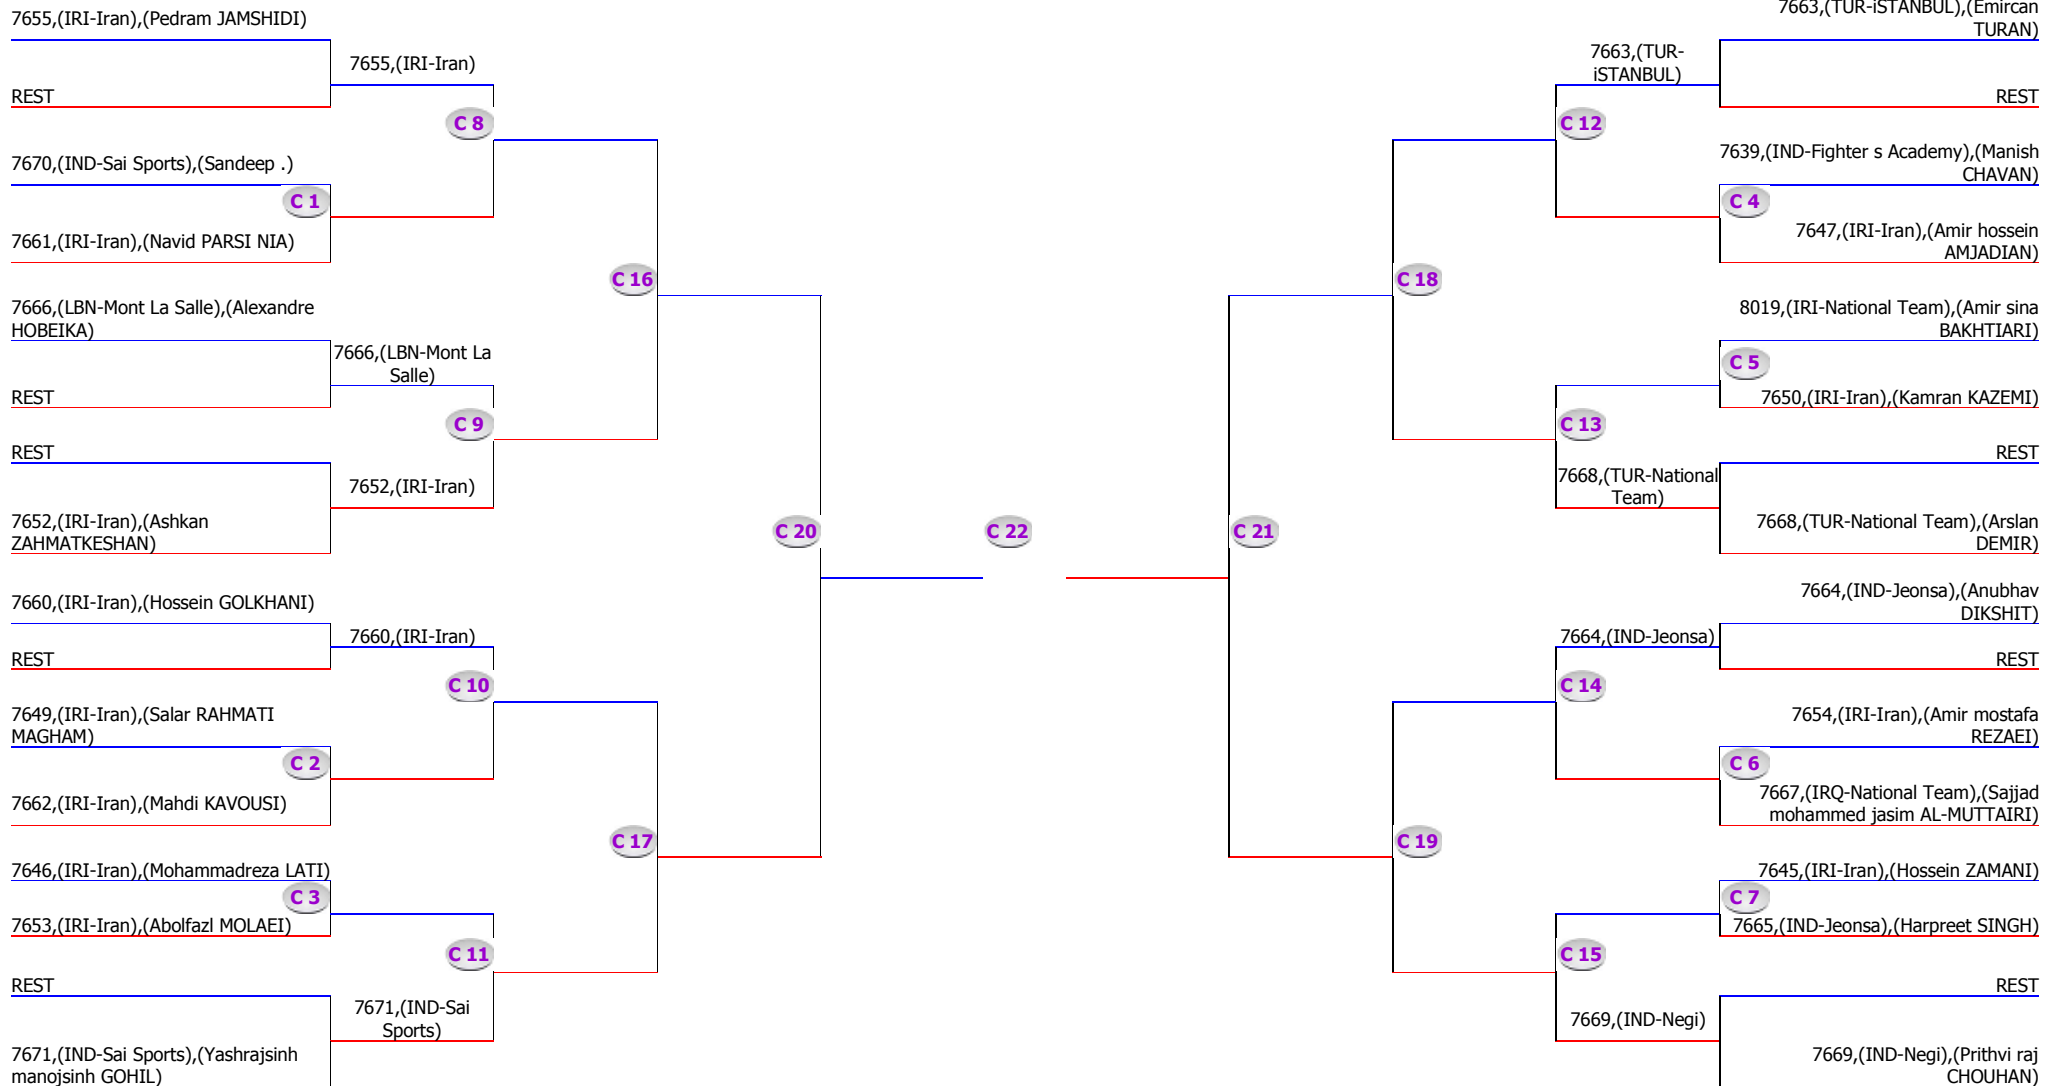 7655,(IRI-Iran),(Pedram JAMSHIDI)
7655,(IRI-Iran)
REST
C 8
7670,(IND-Sai Sports),(Sandeep .)
C 1
7661,(IRI-Iran),(Navid PARSI NIA)
C 16
7666,(LBN-Mont La Salle),(Alexandre
HOBEIKA)
7666,(LBN-Mont La
Salle)
REST
C 9
REST
7652,(IRI-Iran)
7652,(IRI-Iran),(Ashkan
ZAHMATKESHAN)
C 20
7660,(IRI-Iran),(Hossein GOLKHANI)
7660,(IRI-Iran)
REST
C 10
7649,(IRI-Iran),(Salar RAHMATI
MAGHAM)
C 2
7662,(IRI-Iran),(Mahdi KAVOUSI)
C 17
7646,(IRI-Iran),(Mohammadreza LATI)
C 3
7653,(IRI-Iran),(Abolfazl MOLAEI)
C 11
REST
7671,(IND-Sai
Sports)
7671,(IND-Sai Sports),(Yashrajsinh
manojsinh GOHIL)
C 22
7663,(TUR-iSTANBUL),(Emircan
TURAN)
7663,(TUR-
iSTANBUL)
REST
C 12
7639,(IND-Fighter s Academy),(Manish
CHAVAN)
C 4
7647,(IRI-Iran),(Amir hossein
AMJADIAN)
C 18
8019,(IRI-National Team),(Amir sina
BAKHTIARI)
C 5
7650,(IRI-Iran),(Kamran KAZEMI)
C 13
REST
7668,(TUR-National
Team)
7668,(TUR-National Team),(Arslan
DEMIR)
C 21
7664,(IND-Jeonsa),(Anubhav
DIKSHIT)
7664,(IND-Jeonsa)
REST
C 14
7654,(IRI-Iran),(Amir mostafa
REZAEI)
C 6
7667,(IRQ-National Team),(Sajjad
mohammed jasim AL-MUTTAIRI)
C 19
7645,(IRI-Iran),(Hossein ZAMANI)
C 7
7665,(IND-Jeonsa),(Harpreet SINGH)
C 15
REST
7669,(IND-Negi)
7669,(IND-Negi),(Prithvi raj
CHOUHAN)